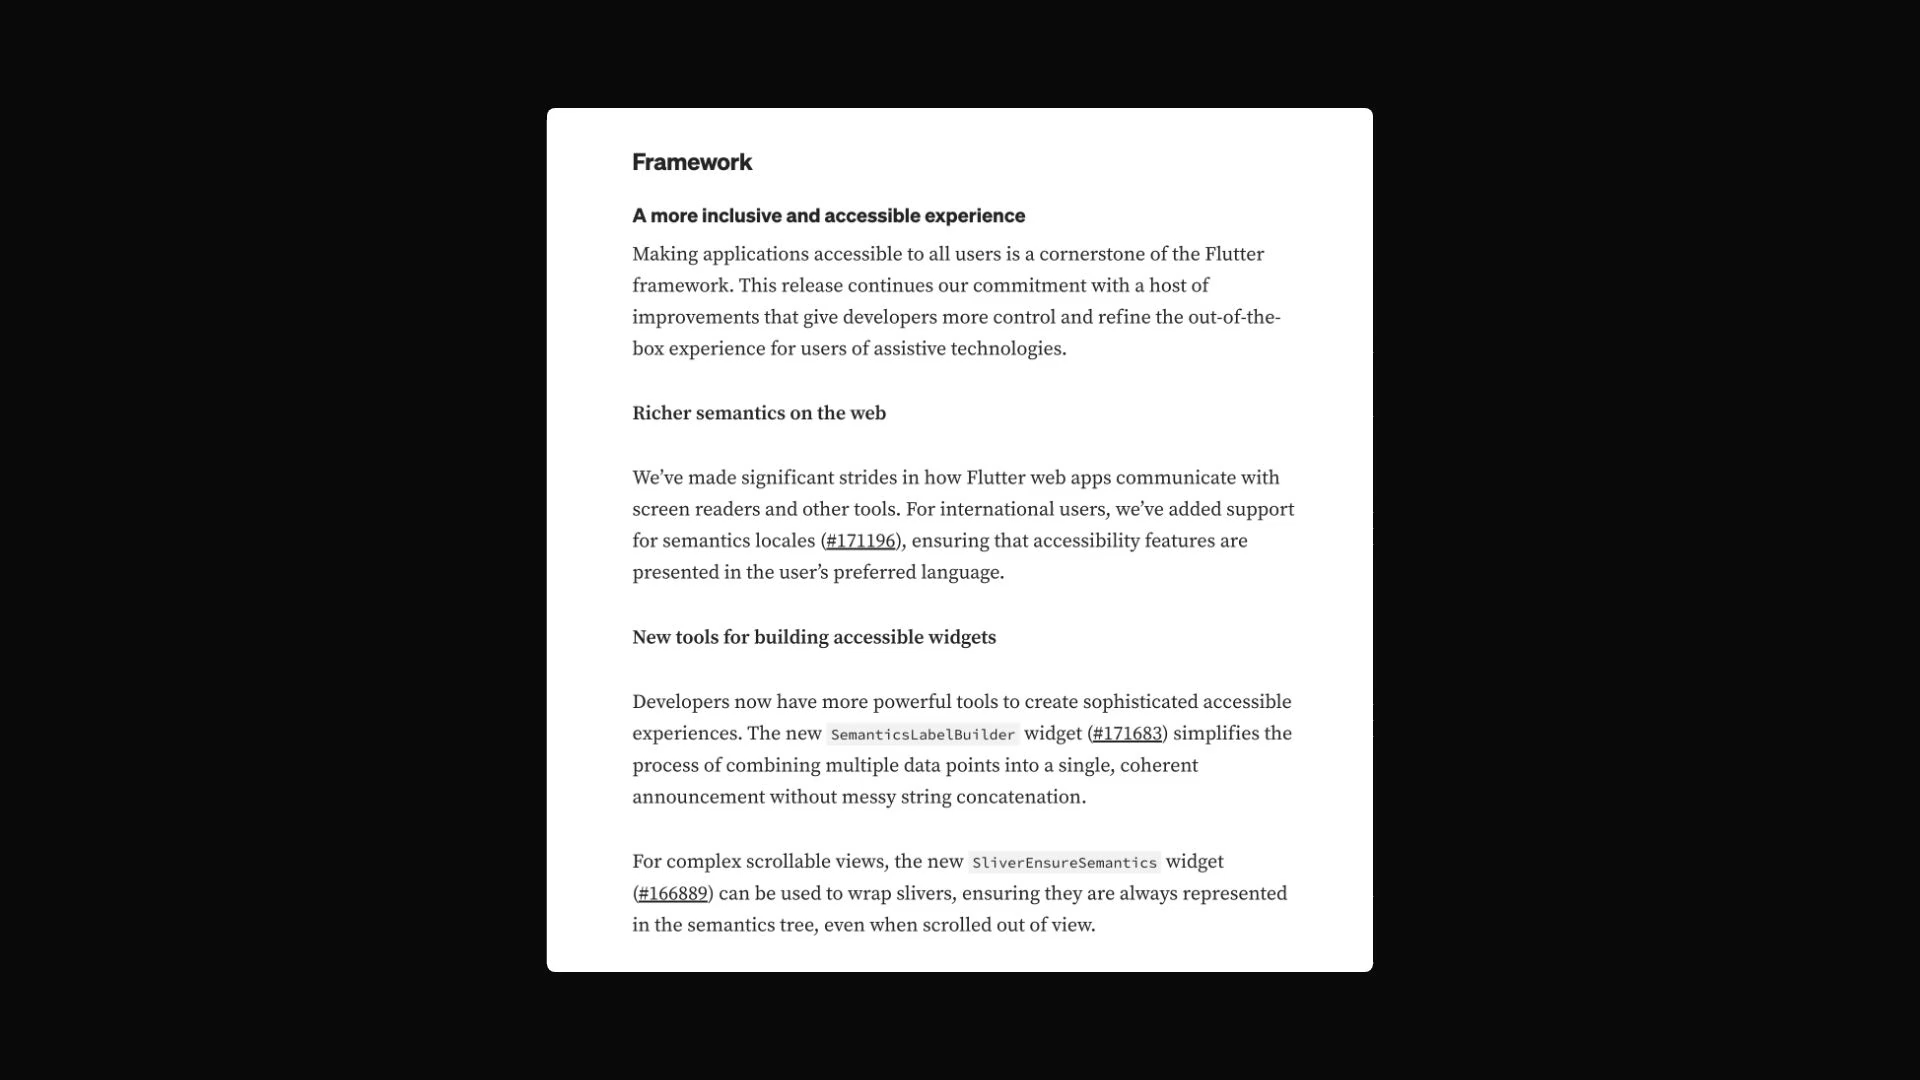 Framework
A more inclusive and accessible experience
Making applications accessible to all users is a cornerstone of the Flutter
framework. This release continues our commitment with a host of
improvements that give developers more control and refine the out-of-the-
box experience for users of assistive technologies.
Richer semantics on the web
We’ve made significant strides in how Flutter web apps communicate with
screen readers and other tools. For international users, we’ve added support
for semantics locales (#171196), ensuring that accessibility features are
presented in the user’s preferred language.
New tools for building accessible widgets
Developers now have more powerful tools to create sophisticated accessible
experiences. The new SemanticsLabelBuilder widget (#171683) simplifies the
process of combining multiple data points into a single, coherent
announcement without messy string concatenation.
For complex scrollable views, the new SliverEnsureSemantics widget
(#166889) can be used to wrap slivers, ensuring they are always represented
in the semantics tree, even when scrolled out of view.